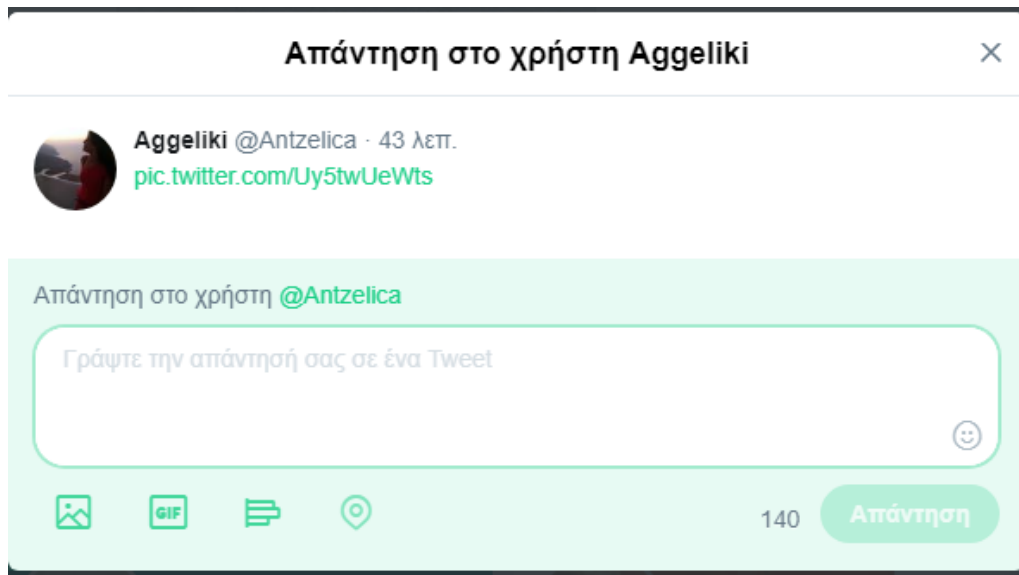 Απάντηση στο χρήστη Aggeliki
Aggeliki @Antzelica · 43 λεπ.
pic.twitter.com/Uy5twUeWts
Απάντηση στο χρήστη @Antzelica
Γράψτε την απάντησή σας σε ένα Tweet
GIF
140 Απάντηση